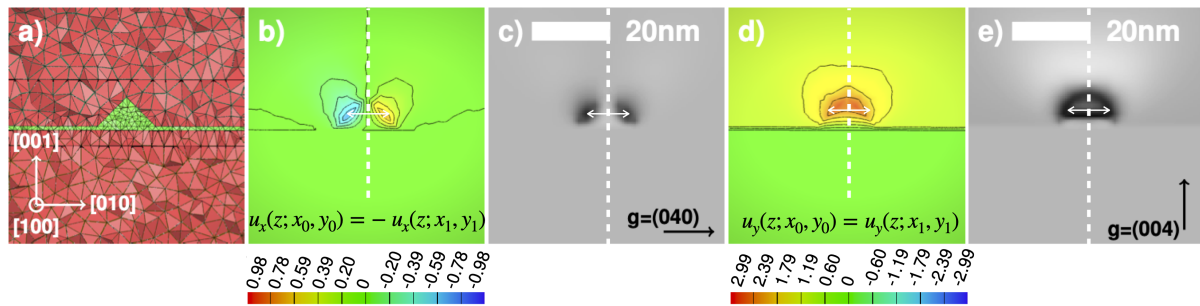 a)
[001]
[010]
[100]
b)
u_x(z; x_0, y_0) = − u_x(z; x_1, y_1)
0.98 0.78 0.59 0.39 0.20 0 -0.20 -0.39 -0.59 -0.78 -0.98
c)
20nm
g=(040)
d)
u_y(z; x_0, y_0) = u_y(z; x_1, y_1)
2.99 2.39 1.79 1.19 0.60 0 -0.60 -1.19 -1.79 -2.39 -2.99
e)
20nm
g=(004)